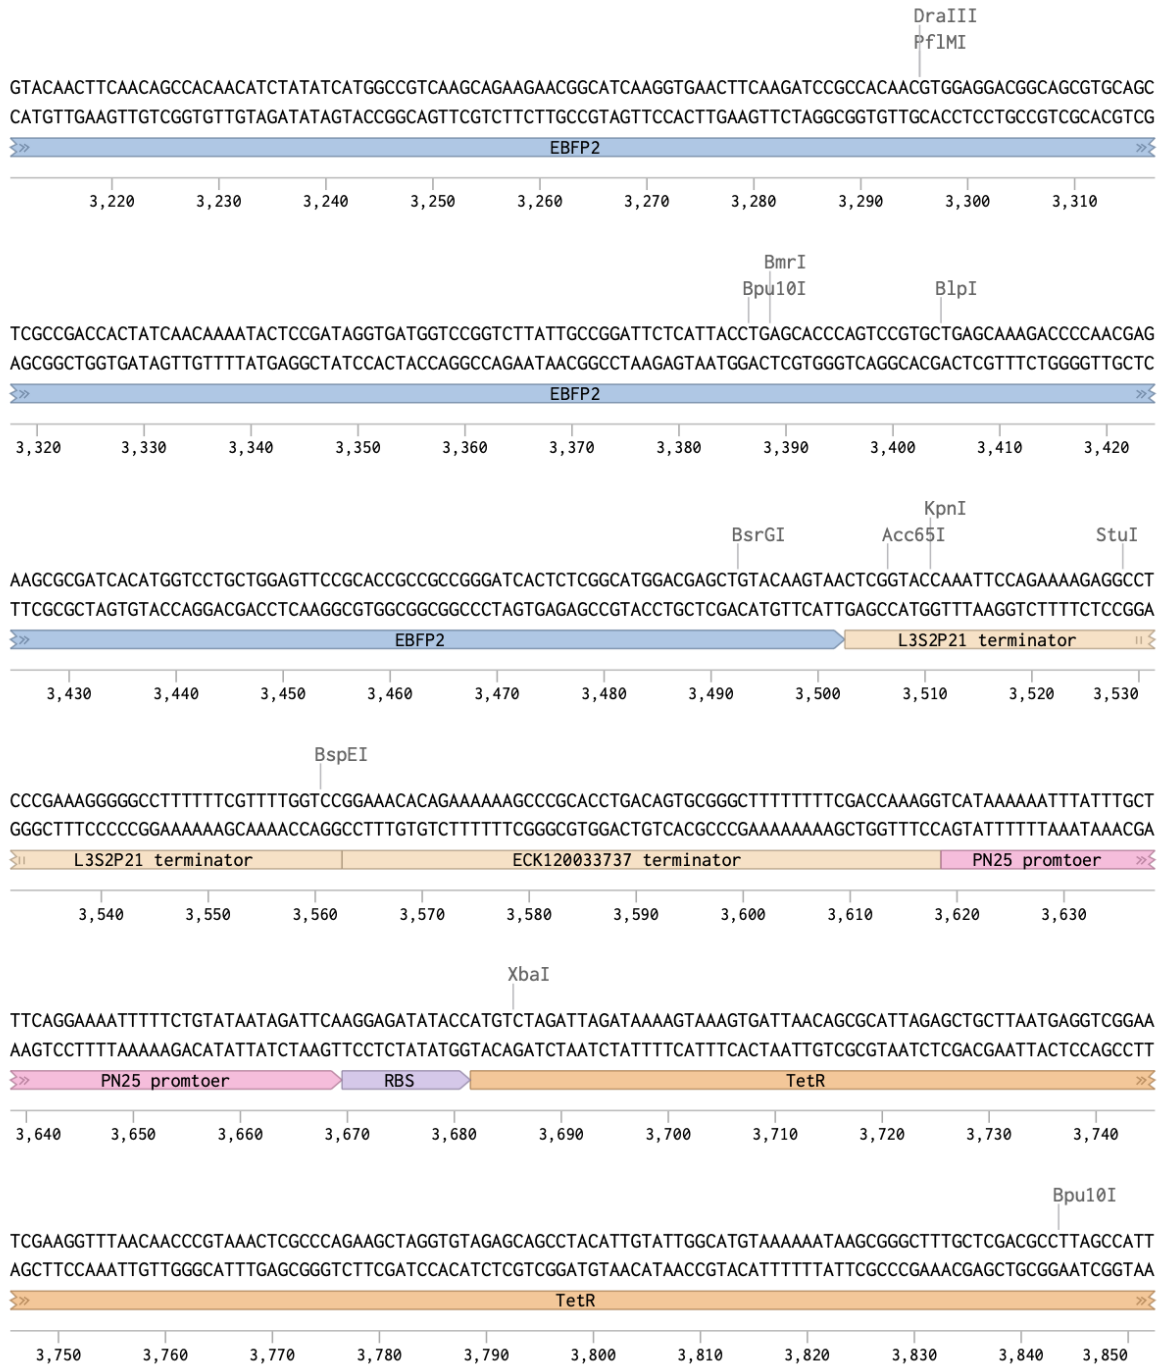 DraIII
PflMI
GTACAACTTCAACAGCCACAACATCTATATCATGGCCGTCAAGCAGAAGAACGGCATCAAGGTGAACTTCAAGATCCGCCACAACGTGGAGGACGGCAGCGTGCAGC
CATGTTGAAGTTGTCGGTGTTGTAGATATAGTACCGGCAGTTCGTCTTCTTGCCGTAGTTCCACTTGAAGTTCTAGGCGGTGTTGCACCTCCTGCCGTCGCACGTCG
EBFP2
3,220 3,230 3,240 3,250 3,260 3,270 3,280 3,290 3,300 3,310
BmrI
Bpu10I BlpI
TCGCCGACCACTATCAACAAAATACTCCGATAGGTGATGGTCCGGTCTTATTGCCGGATTCTCATTACCTGAGCACCCAGTCCGTGCTGAGCAAAGACCCCAACGAG
AGCGGCTGGTGATAGTTGTTTTATGAGGCTATCCACTACCAGGCCAGAATAACGGCCTAAGAGTAATGGACTCGTGGGTCAGGCACGACTCGTTTCTGGGGTTGCTC
EBFP2
3,320 3,330 3,340 3,350 3,360 3,370 3,380 3,390 3,400 3,410 3,420
KpnI
BsrGI Acc65I StuI
AAGCGCGATCACATGGTCCTGCTGGAGTTCCGCACCGCCGCCGGGATCACTCTCGGCATGGACGAGCTGTACAAGTAACTCGGTACCAAATTCCAGAAAAGAGGCCT
TTCGCGCTAGTGTACCAGGACGACCTCAAGGCGTGGCGGCGGCCCTAGTGAGAGCCGTACCTGCTCGACATGTTCATTGAGCCATGGTTTAAGGTCTTTTCTCCGGA
EBFP2 L3S2P21 terminator
3,430 3,440 3,450 3,460 3,470 3,480 3,490 3,500 3,510 3,520 3,530
BspEI
CCCGAAAGGGGGGCCTTTTTTCGTTTTGGTCCGGAAACACAGAAAAAAGCCCGCACCTGACAGTGCGGGCTTTTTTTTTCGACCAAAGGTCATAAAAAATTTATTTGCT
GGGCTTTCCCCCCGGAAAAAAGCAAAACCAGGCCTTTGTGTCTTTTTTCGGGCGTGGACTGTCACGCCCGAAAAAAAAAGCTGGTTTCCAGTATTTTTTAAATAAACGA
L3S2P21 terminator ECK120033737 terminator PN25 promtoer
3,540 3,550 3,560 3,570 3,580 3,590 3,600 3,610 3,620 3,630
XbaI
TTCAGGAAAATTTTTCTGTATAATAGATTCAAGGAGATATACCATGTCTAGATTAGATAAAAGTAAAGTGATTAACAGCGCATTAGAGCTGCTTAATGAGGTCGGAA
AAGTCCTTTTAAAAAGACATATTATCTAAGTTCCTCTATATGGTACAGATCTAATCTATTTTCATTTCACTAATTGTCGCGTAATCTCGACGAATTACTCCAGCCTT
PN25 promtoer RBS TetR
3,640 3,650 3,660 3,670 3,680 3,690 3,700 3,710 3,720 3,730 3,740
Bpu10I
TCGAAGGTTTAACAACCCGTAAACTCGCCCAGAAGCTAGGTGTAGAGCAGCCTACATTGTATTGGCATGTAAAAAATAAGCGGGCTTTGCTCGACGCCTTAGCCATT
AGCTTCCAAATTGTTGGGCATTTGAGCGGGTCTTCGATCCACATCTCGTCGGATGTAACATAACCGTACATTTTTTATTCGCCCGAAACGAGCTGCGGAATCGGTAA
TetR
3,750 3,760 3,770 3,780 3,790 3,800 3,810 3,820 3,830 3,840 3,850